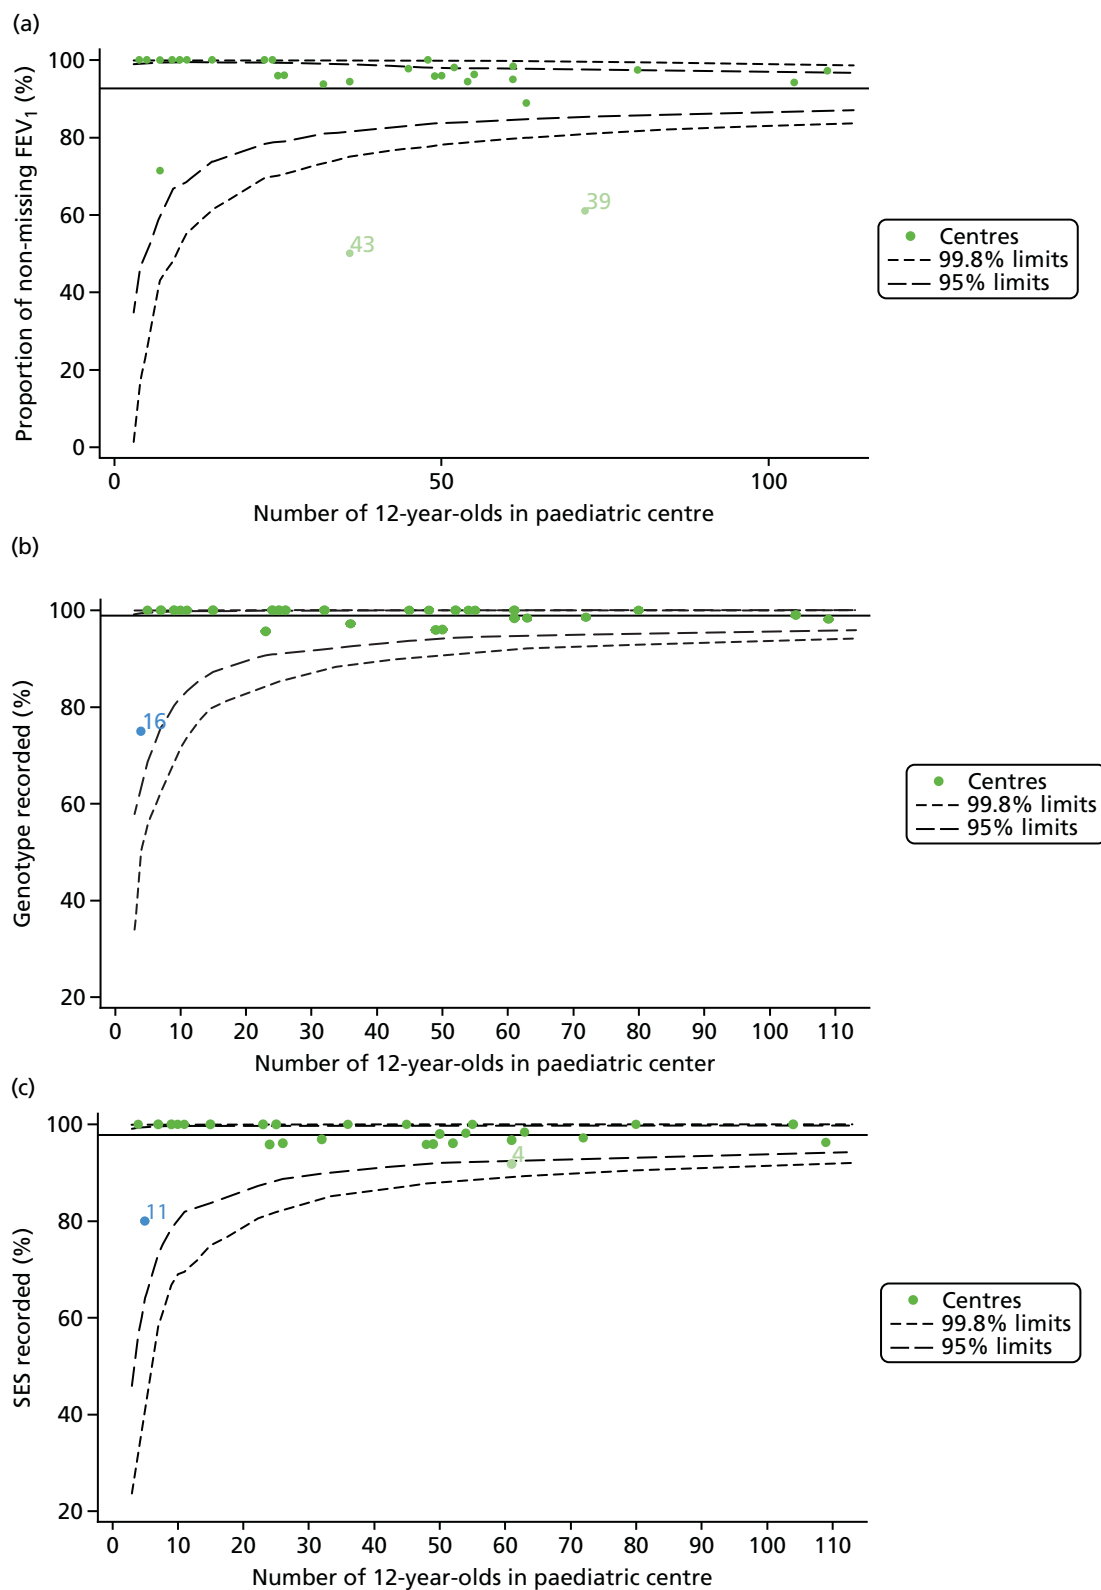 (a)
100
80
60
40
20
0
Proportion of non-missing FEV1 (%)
43
39
0 50 100
Number of 12-year-olds in paediatric centre
Centres
99.8% limits
95% limits
(b)
100
80
60
40
20
Genotype recorded (%)
16
0 10 20 30 40 50 60 70 80 90 100 110
Number of 12-year-olds in paediatric center
Centres
99.8% limits
95% limits
(c)
100
80
60
40
20
SES recorded (%)
11
4
0 10 20 30 40 50 60 70 80 90 100 110
Number of 12-year-olds in paediatric centre
Centres
99.8% limits
95% limits